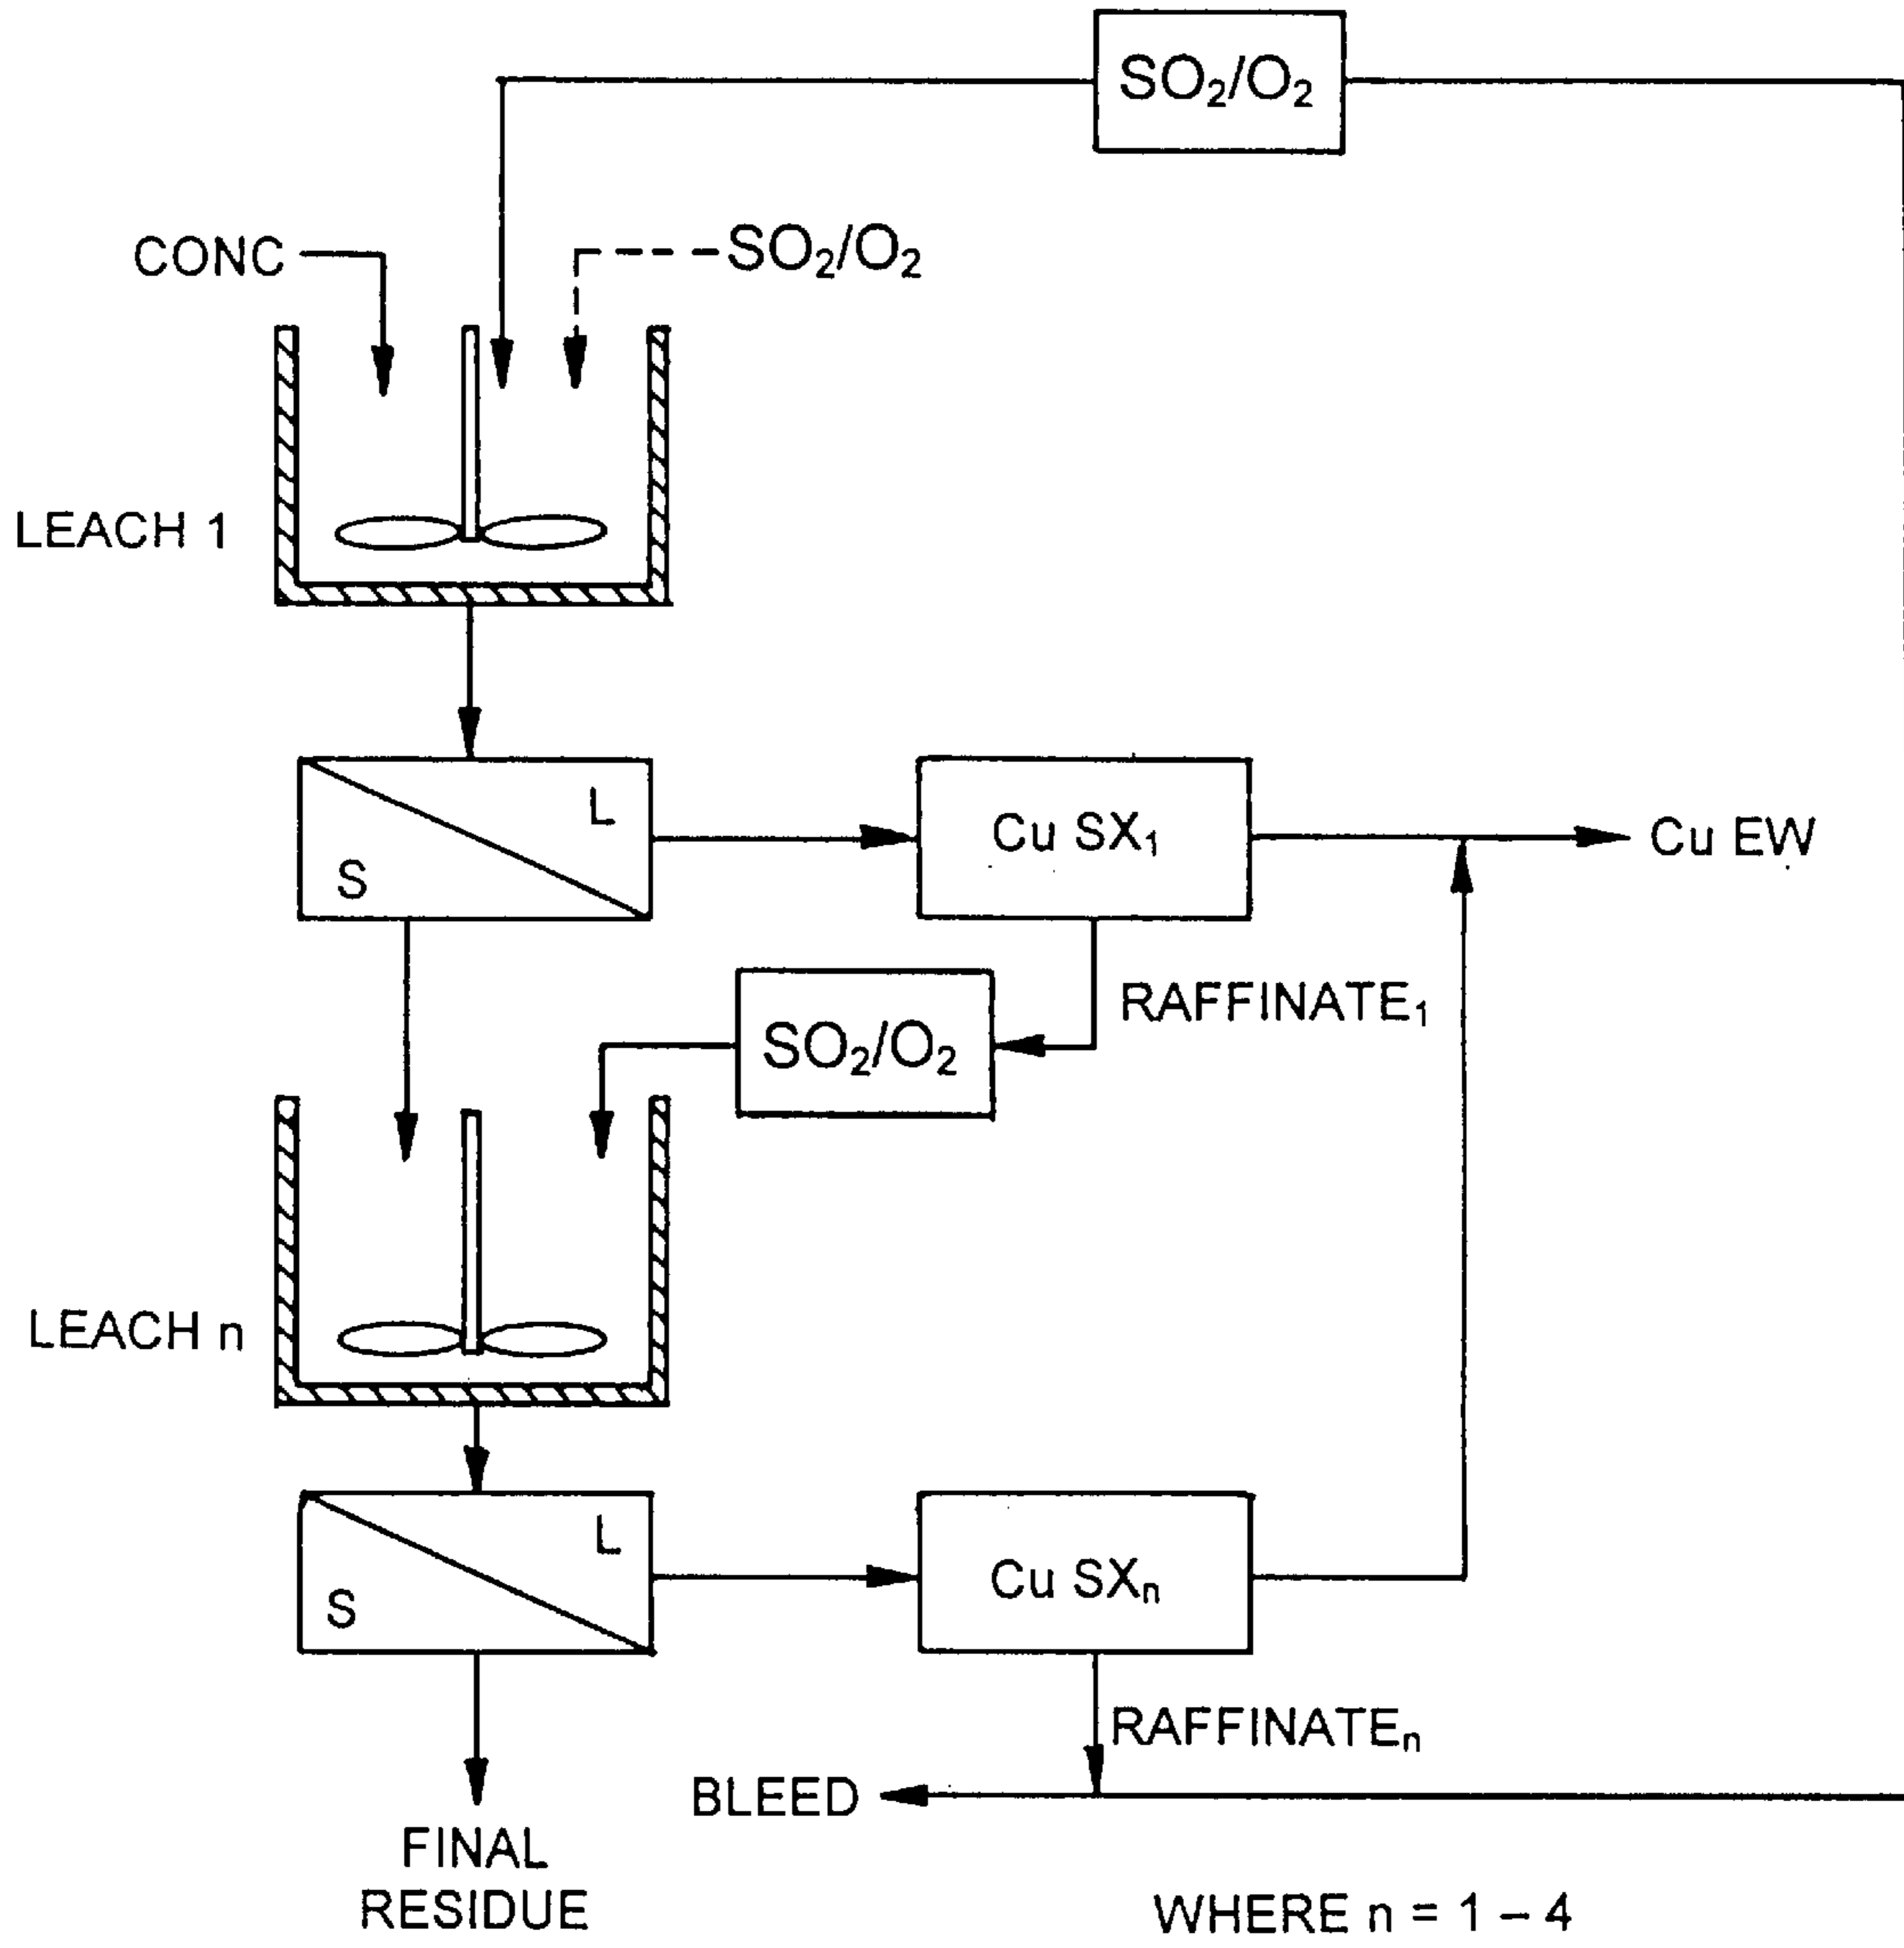 SO₂/O₂
CONC
SO₂/O₂
LEACH 1
L
S
Cu SX₁
Cu EW
RAFFINATE₁
SO₂/O₂
LEACH n
L
S
Cu SXₙ
RAFFINATEₙ
BLEED
FINAL
RESIDUE
WHERE n = 1 – 4